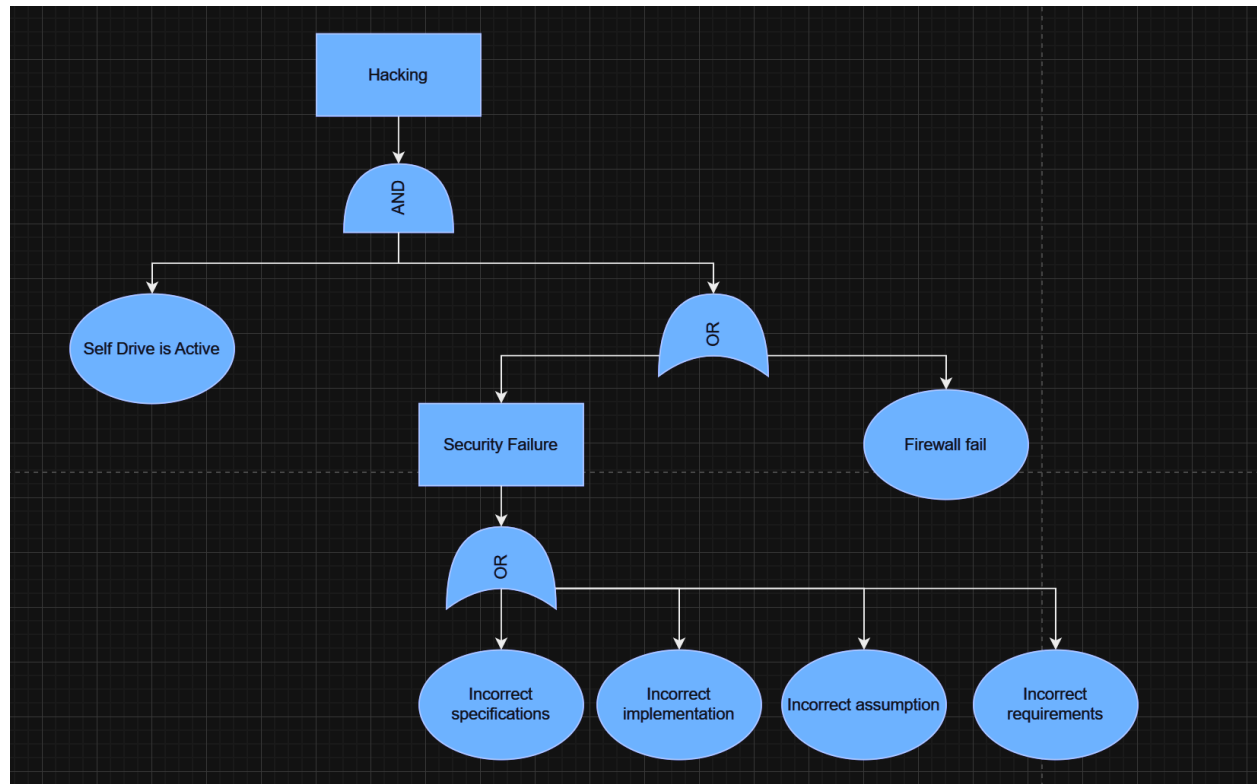 Hacking
AND
Self Drive is Active
OR
Security Failure
Firewall fail
OR
Incorrect
specifications
Incorrect
implementation
Incorrect assumption
Incorrect
requirements